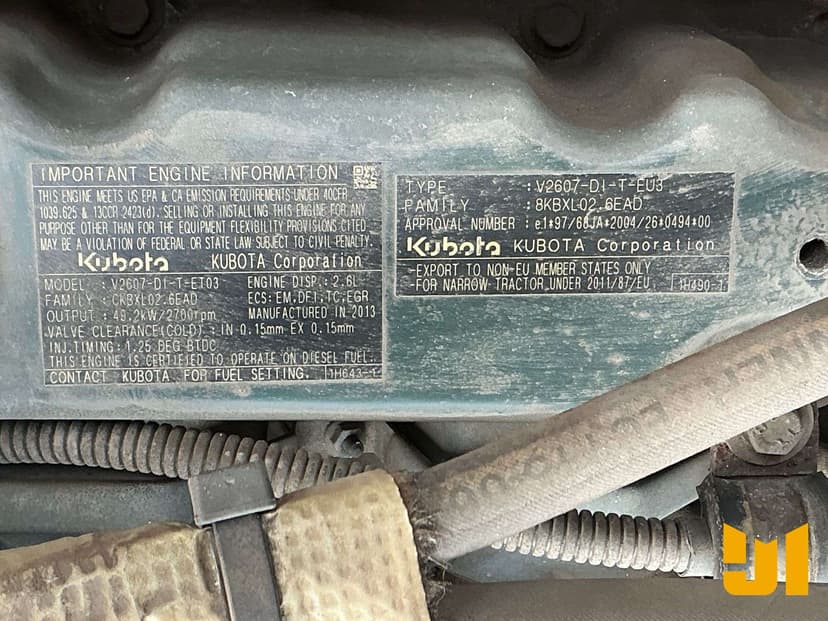 IMPORTANT ENGINE INFORMATION
THIS ENGINE MEETS US EPA & CA EMISSION REQUIREMENTS UNDER 40CFR
1039.625 & 13CCR 2423(d). SELLING OR INSTALLING THIS ENGINE FOR ANY
PURPOSE OTHER THAN FOR THE EQUIPMENT FLEXIBILITY PROVISIONS CITED
MAY BE A VIOLATION OF FEDERAL OR STATE LAW SUBJECT TO CIVIL PENALTY.
Kubota KUBOTA Corporation
MODEL : V2607-DI-T-ET03 ENGINE DISP.: 2.6L
FAMILY : CKBXL02.6EAD ECS: EM,DFI,TC,EGR
OUTPUT : 49.2kW/2700rpm MANUFACTURED IN 2013
VALVE CLEARANCE(COLD) : IN 0.15mm EX 0.15mm
INJ.TIMING: 1.25 DEG BTDC
THIS ENGINE IS CERTIFIED TO OPERATE ON DIESEL FUEL.
CONTACT KUBOTA FOR FUEL SETTING. 1H643-1
TYPE : V2607-DI-T-EU3
FAMILY : 8KBXL02.6EAD
APPROVAL NUMBER : e1*97/68JA*2004/26*0494*00
Kubota KUBOTA Corporation
EXPORT TO NON-EU MEMBER STATES ONLY
FOR NARROW TRACTOR UNDER 2011/87/EU 1H490-1